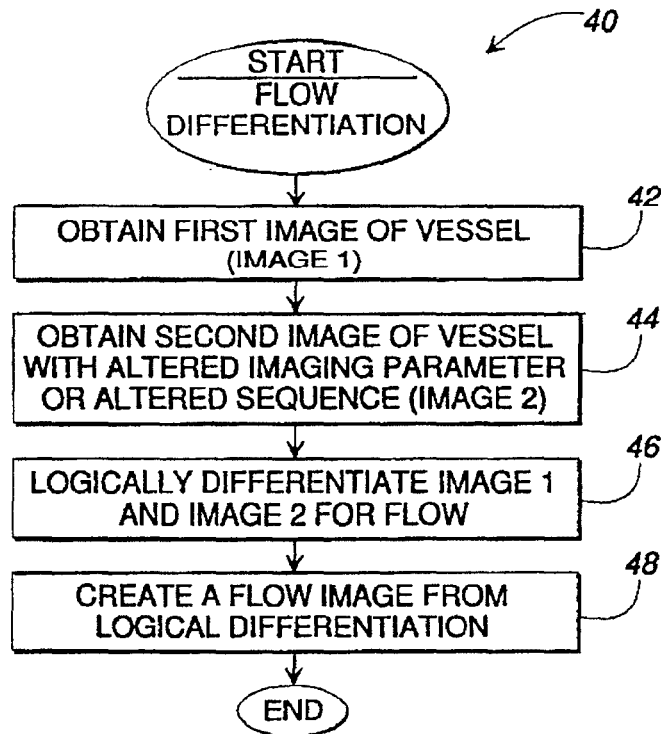 40
START
FLOW
DIFFERENTIATION
42
OBTAIN FIRST IMAGE OF VESSEL
(IMAGE 1)
44
OBTAIN SECOND IMAGE OF VESSEL
WITH ALTERED IMAGING PARAMETER
OR ALTERED SEQUENCE (IMAGE 2)
46
LOGICALLY DIFFERENTIATE IMAGE 1
AND IMAGE 2 FOR FLOW
48
CREATE A FLOW IMAGE FROM
LOGICAL DIFFERENTIATION
END